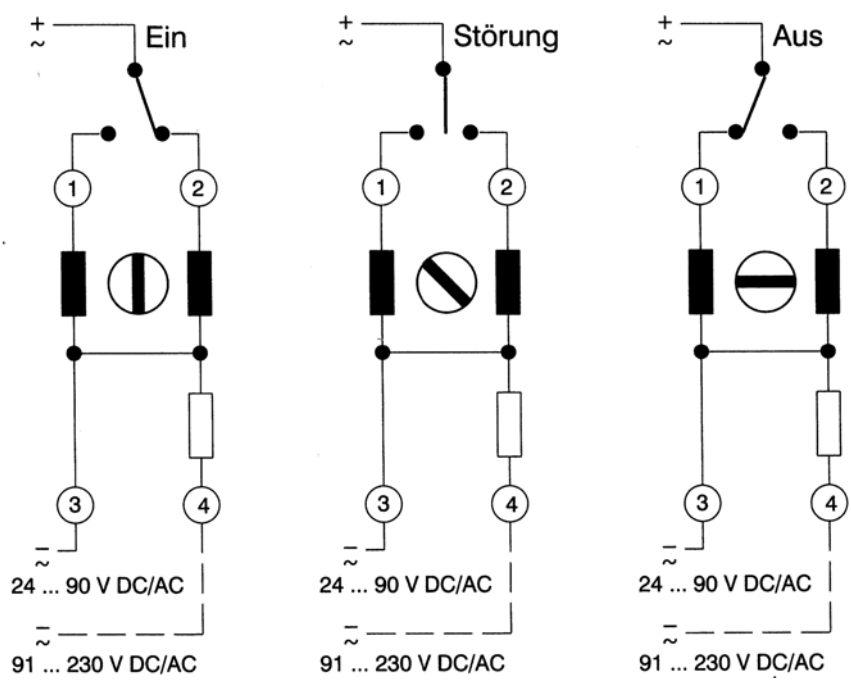 +
~ Ein
1 2
3 4
–
~
24 ... 90 V DC/AC
–
~
91 ... 230 V DC/AC
+
~ Störung
1 2
3 4
–
~
24 ... 90 V DC/AC
–
~
91 ... 230 V DC/AC
+
~ Aus
1 2
3 4
–
~
24 ... 90 V DC/AC
–
~
91 ... 230 V DC/AC